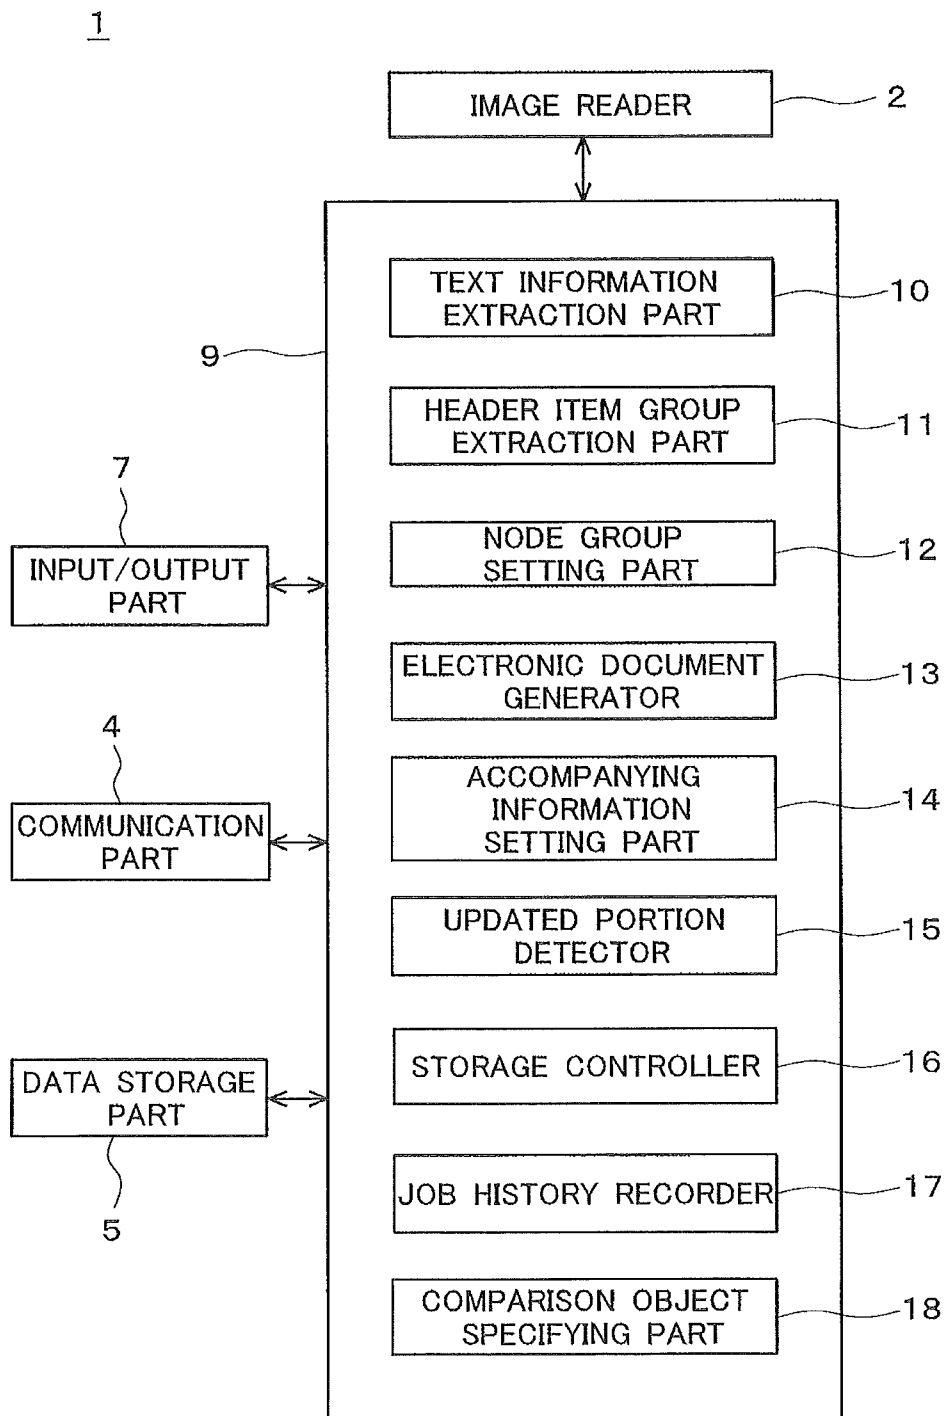 1
IMAGE READER
2
TEXT INFORMATION
EXTRACTION PART
10
9
HEADER ITEM GROUP
EXTRACTION PART
11
7
INPUT/OUTPUT
PART
NODE GROUP
SETTING PART
12
ELECTRONIC DOCUMENT
GENERATOR
13
4
COMMUNICATION
PART
ACCOMPANYING
INFORMATION
SETTING PART
14
UPDATED PORTION
DETECTOR
15
DATA STORAGE
PART
5
STORAGE CONTROLLER
16
JOB HISTORY RECORDER
17
COMPARISON OBJECT
SPECIFYING PART
18